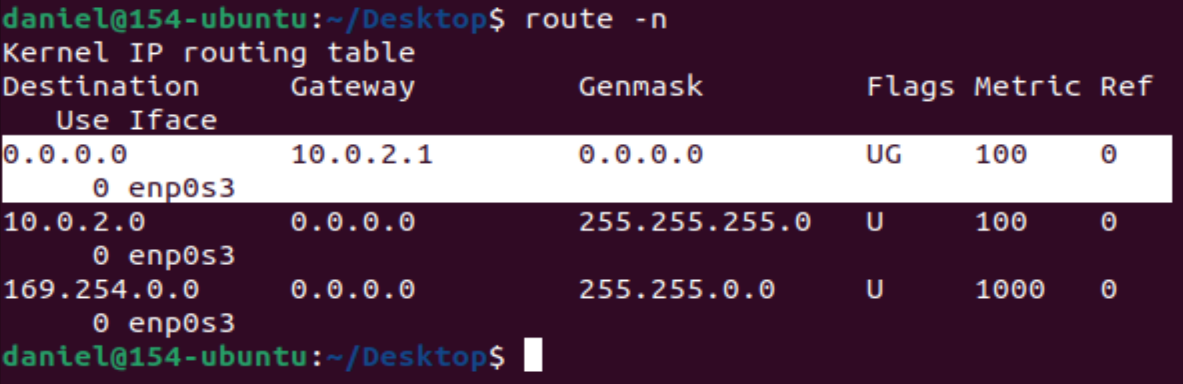 daniel@154-ubuntu:~/Desktop$ route -n
Kernel IP routing table
Destination     Gateway         Genmask         Flags Metric Ref
   Use Iface
0.0.0.0         10.0.2.1        0.0.0.0         UG    100    0
     0 enp0s3
10.0.2.0        0.0.0.0         255.255.255.0   U     100    0
     0 enp0s3
169.254.0.0     0.0.0.0         255.255.0.0     U     1000   0
     0 enp0s3
daniel@154-ubuntu:~/Desktop$